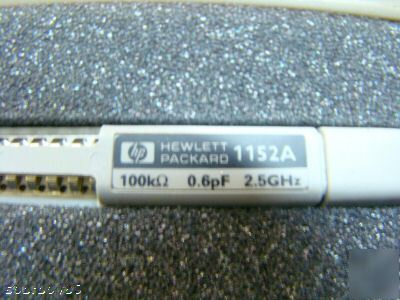 hp HEWLETT PACKARD 1152A
100kΩ 0.6pF 2.5GHz